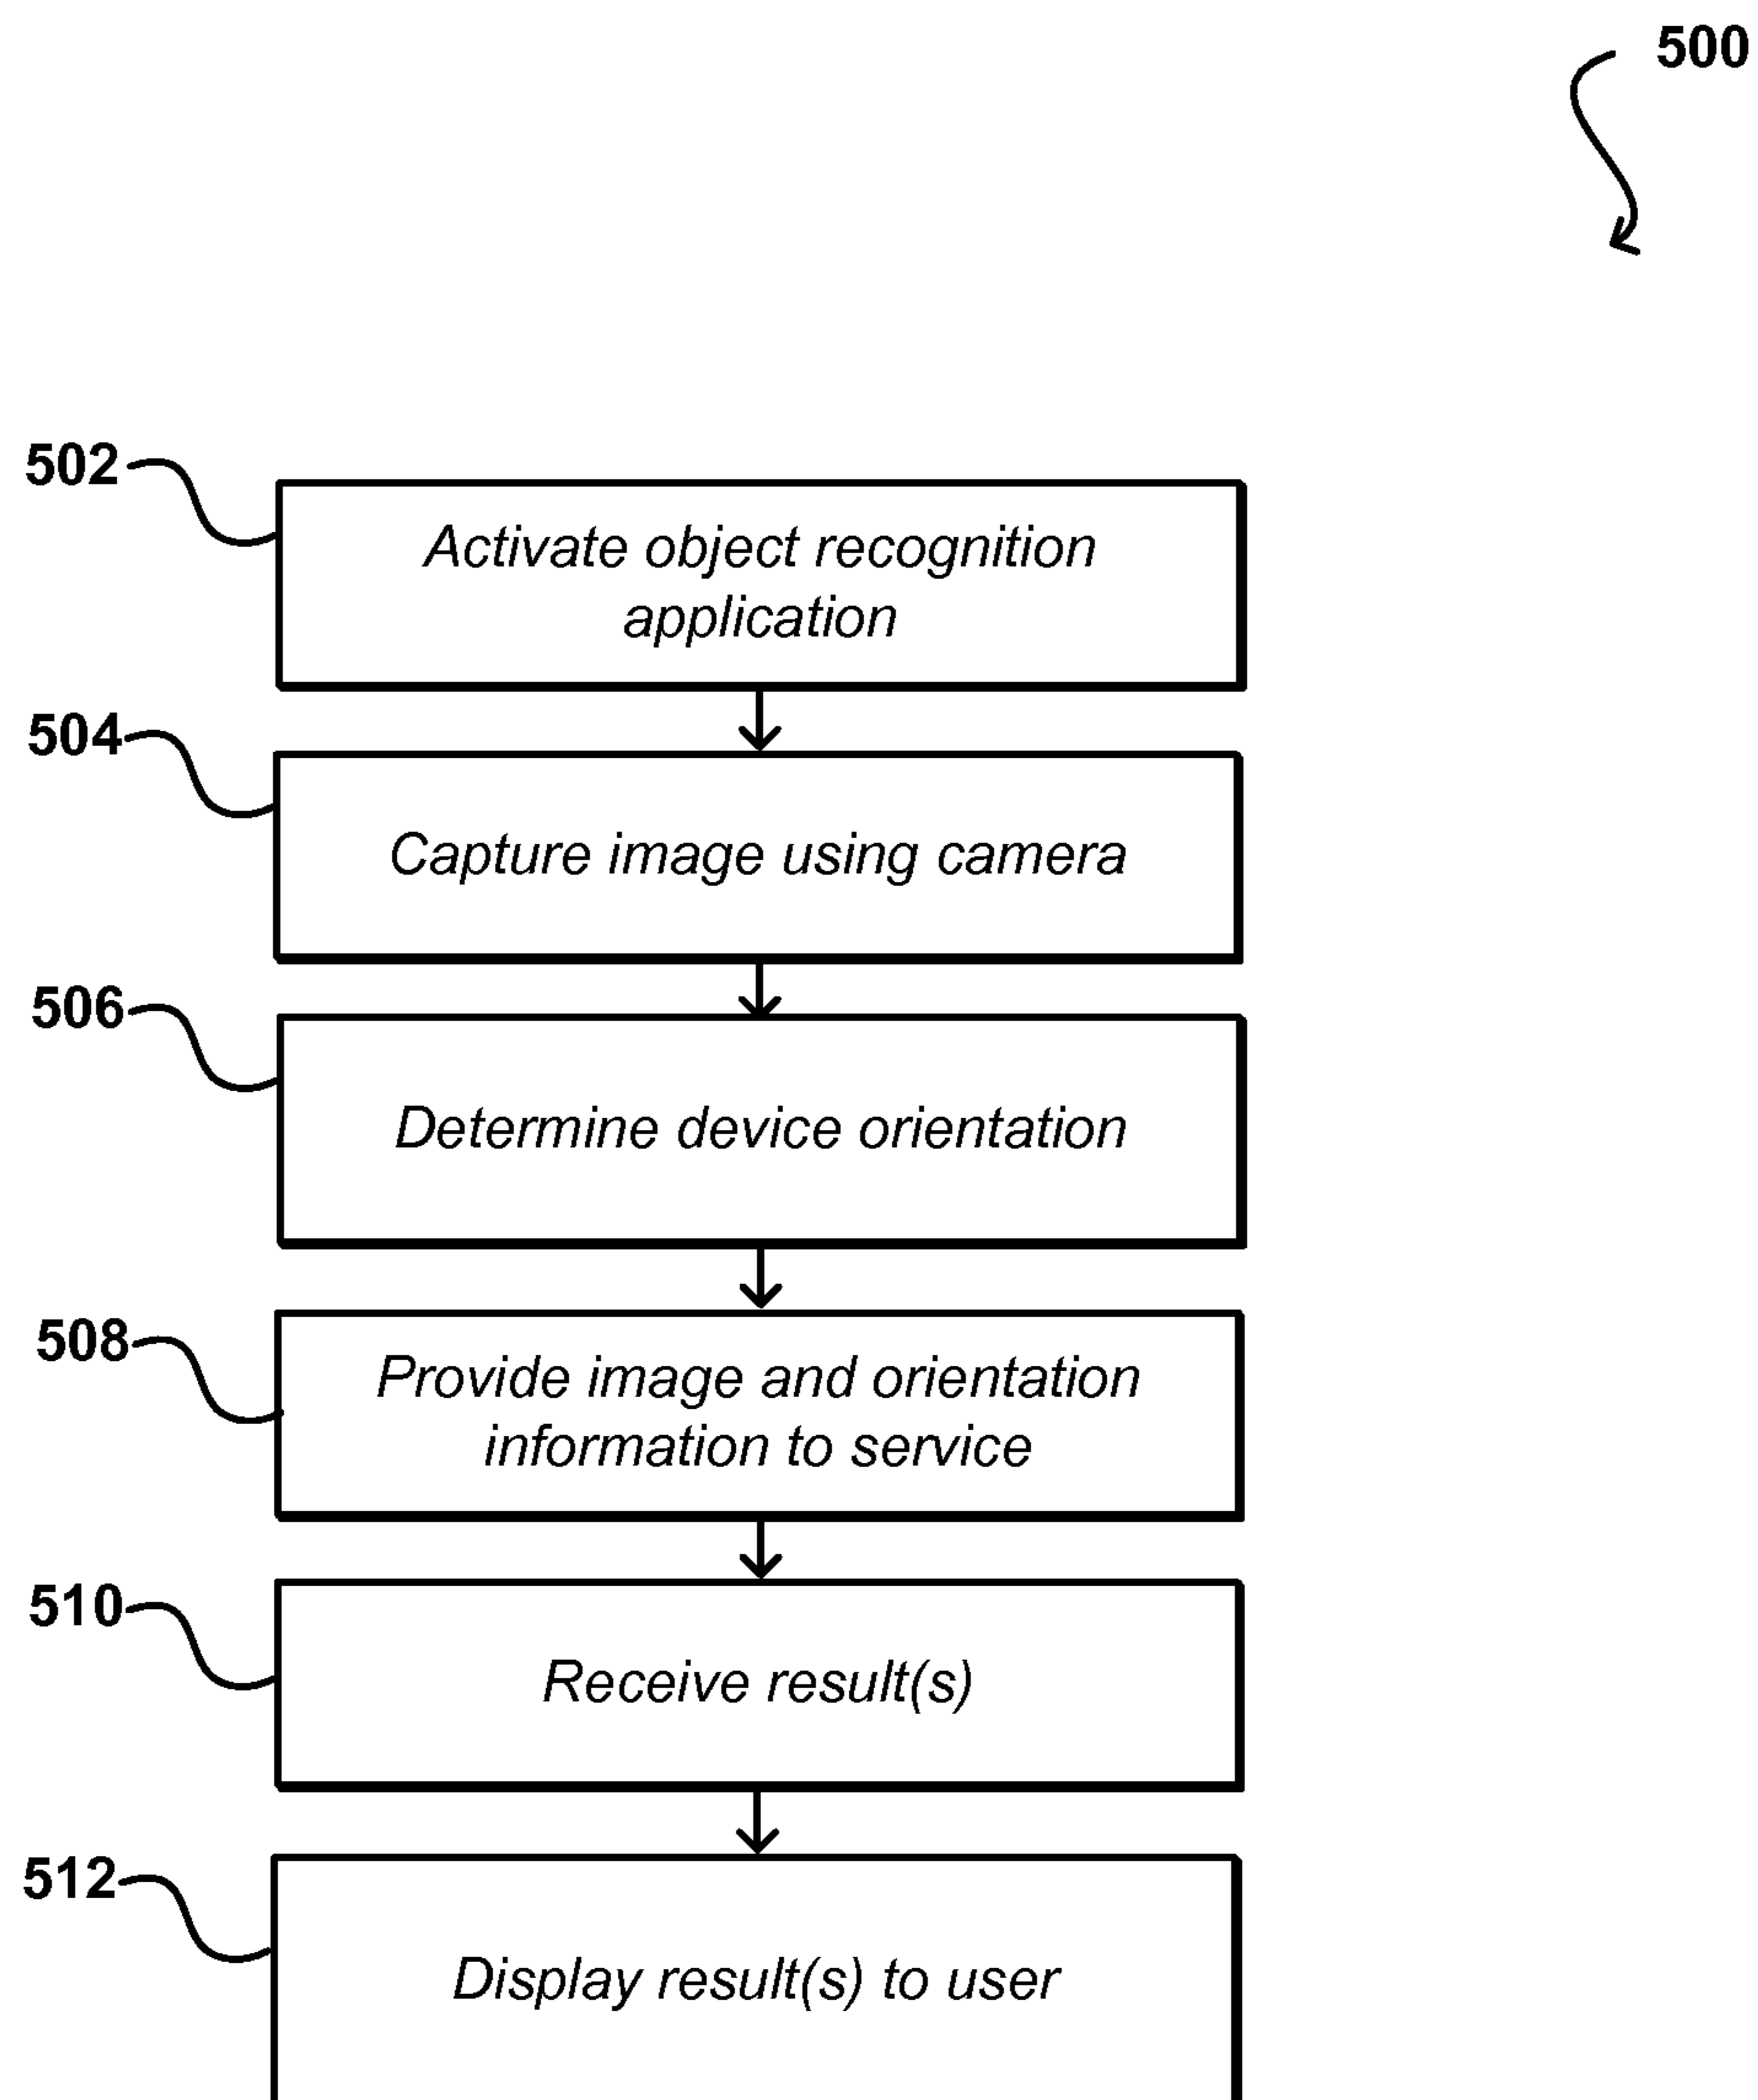 500
502
Activate object recognition
application
504
Capture image using camera
506
Determine device orientation
508
Provide image and orientation
information to service
510
Receive result(s)
512
Display result(s) to user